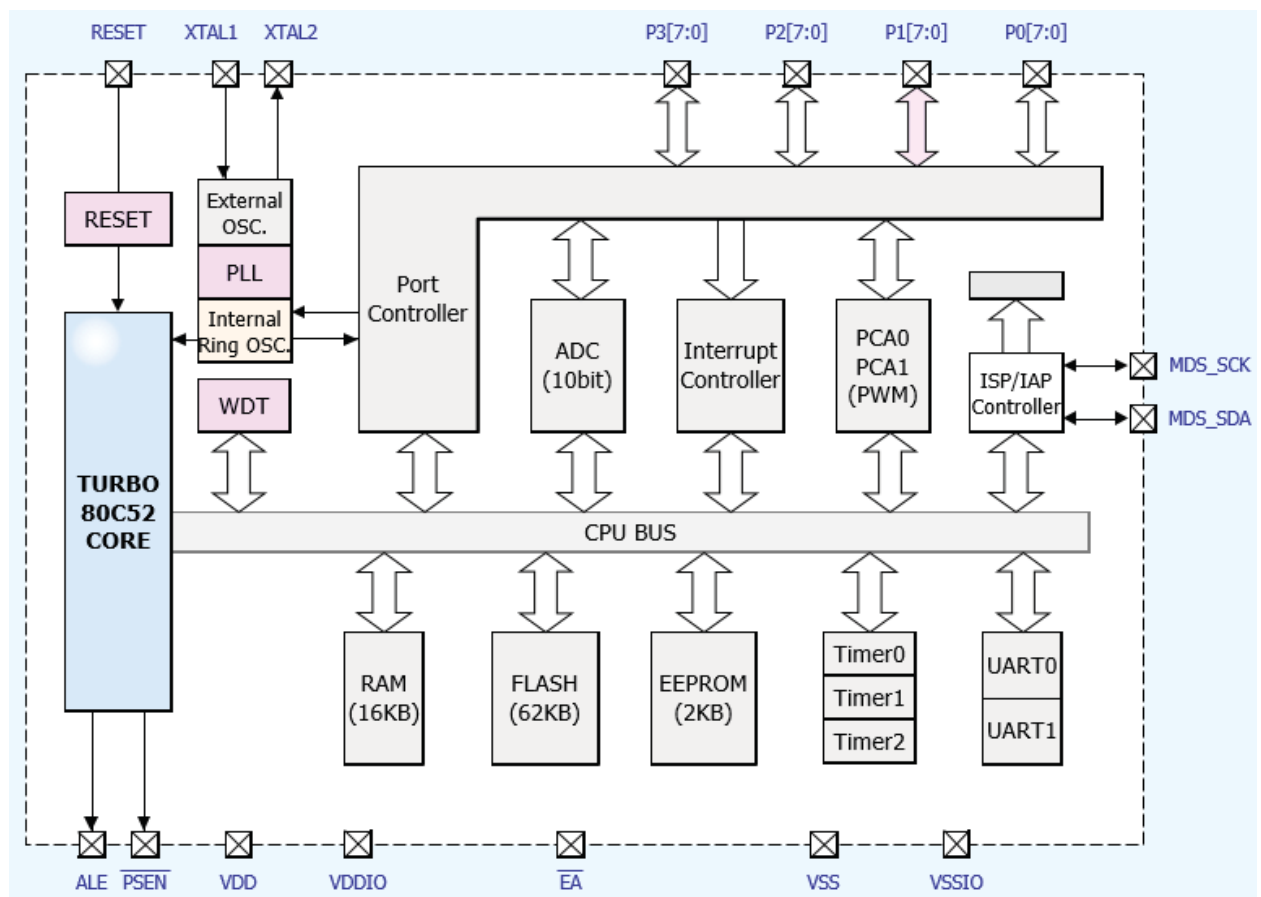 RESET XTAL1 XTAL2 P3[7:0] P2[7:0] P1[7:0] P0[7:0]
RESET
External
OSC.
PLL
Internal
Ring OSC.
WDT
Port
Controller
ADC
(10bit)
Interrupt
Controller
PCA0
PCA1
(PWM)
ISP/IAP
Controller
MDS_SCK
MDS_SDA
TURBO
80C52
CORE
CPU BUS
RAM
(16KB)
FLASH
(62KB)
EEPROM
(2KB)
Timer0
Timer1
Timer2
UART0
UART1
ALE PSEN VDD VDDIO EA VSS VSSIO